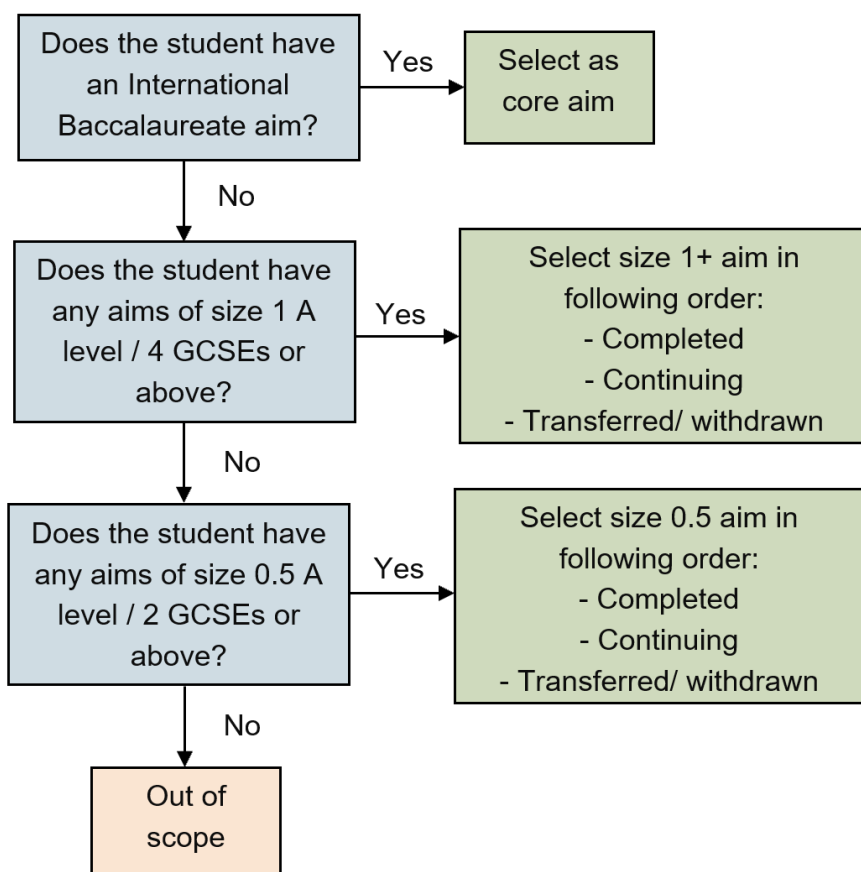 Does the student have
an International
Baccalaureate aim?
Yes
Select as
core aim
No
Does the student have
any aims of size 1 A
level / 4 GCSEs or
above?
Yes
Select size 1+ aim in
following order:
- Completed
- Continuing
- Transferred/ withdrawn
No
Does the student have
any aims of size 0.5 A
level / 2 GCSEs or
above?
Yes
Select size 0.5 aim in
following order:
- Completed
- Continuing
- Transferred/ withdrawn
No
Out of
scope